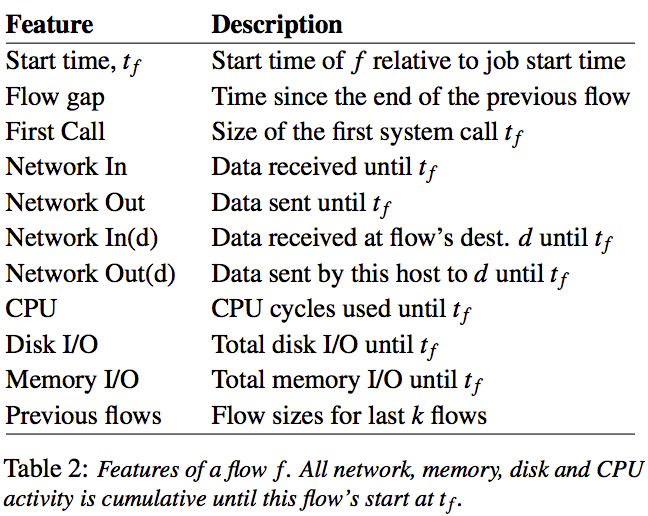 Feature Description
Start time, t_f Start time of f relative to job start time
Flow gap Time since the end of the previous flow
First Call Size of the first system call t_f
Network In Data received until t_f
Network Out Data sent until t_f
Network In(d) Data received at flow's dest. d until t_f
Network Out(d) Data sent by this host to d until t_f
CPU CPU cycles used until t_f
Disk I/O Total disk I/O until t_f
Memory I/O Total memory I/O until t_f
Previous flows Flow sizes for last k flows
Table 2: Features of a flow f. All network, memory, disk and CPU
activity is cumulative until this flow's start at t_f.